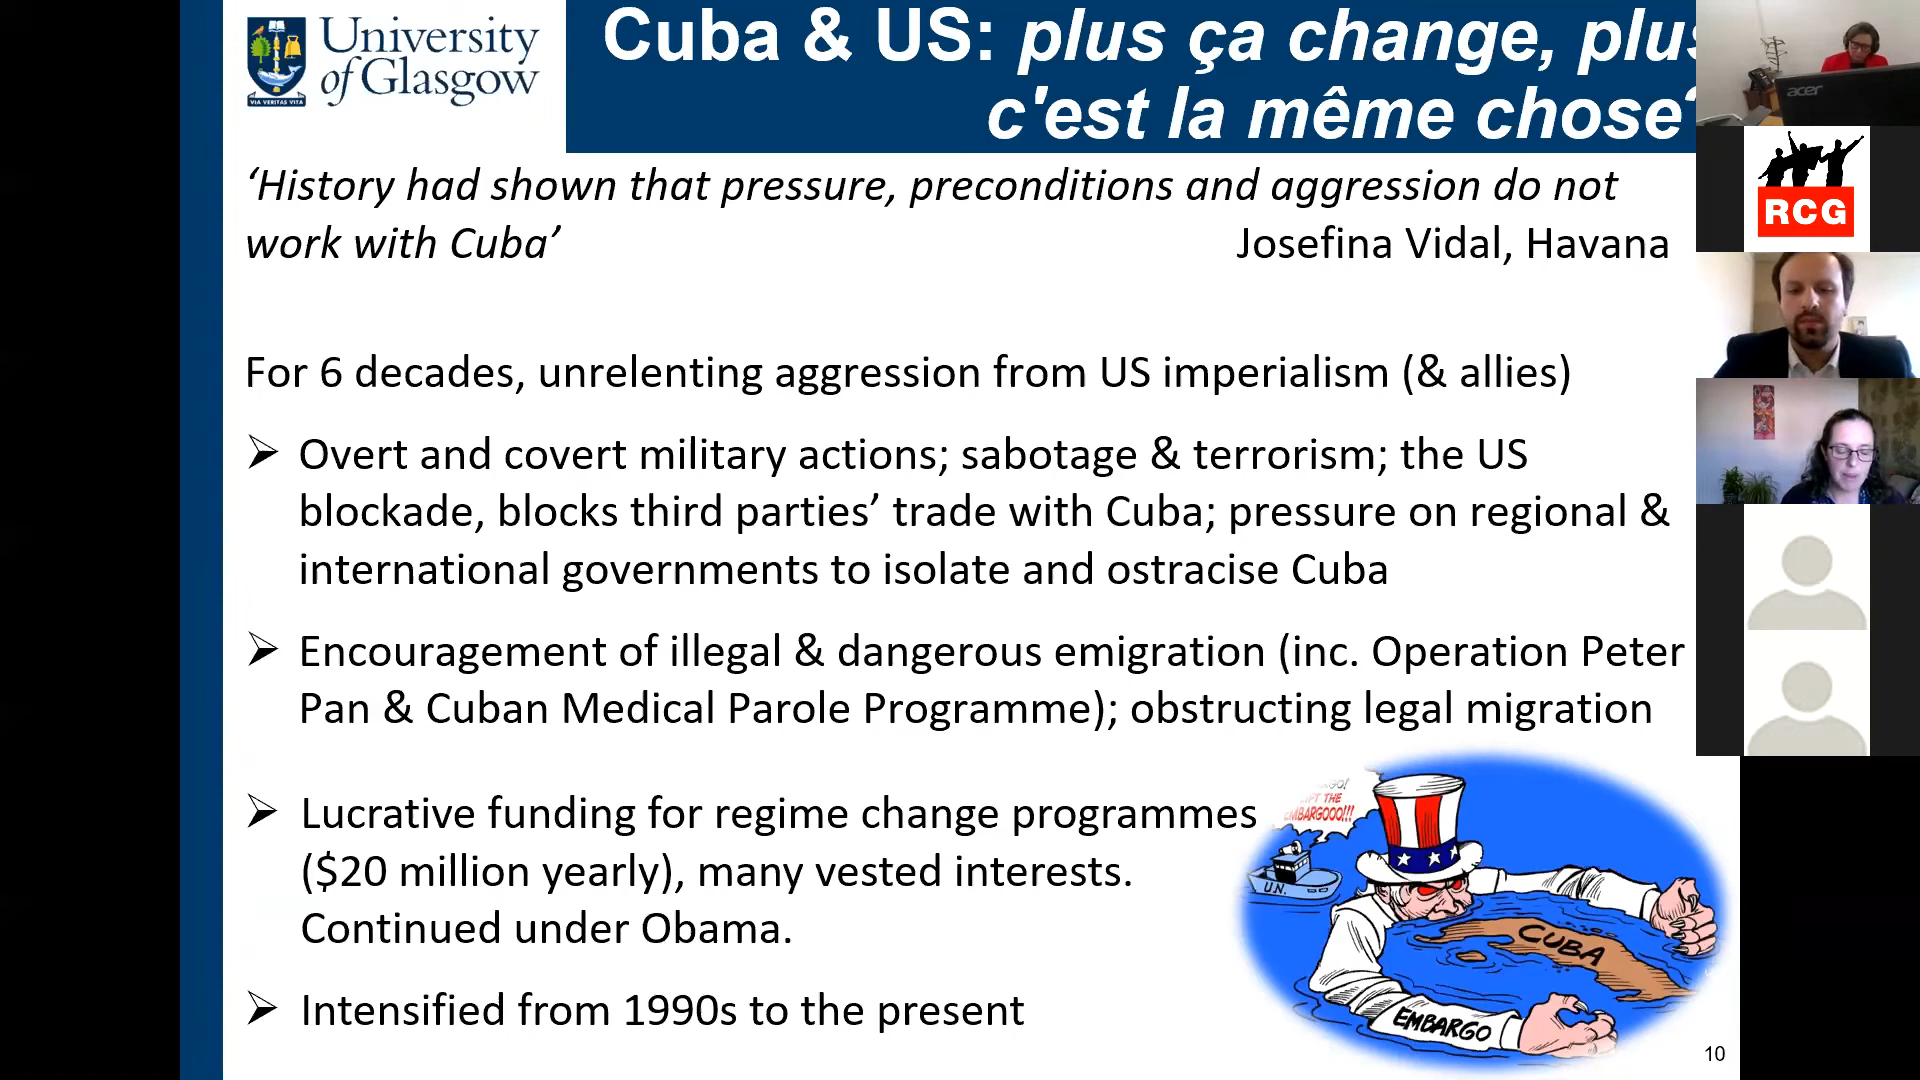 University
of Glasgow
VIA VERITAS VITA
Cuba & US: plus ça change, plus
c'est la même chose?
‘History had shown that pressure, preconditions and aggression do not
work with Cuba’ Josefina Vidal, Havana
For 6 decades, unrelenting aggression from US imperialism (& allies)
➢ Overt and covert military actions; sabotage & terrorism; the US
blockade, blocks third parties’ trade with Cuba; pressure on regional &
international governments to isolate and ostracise Cuba
➢ Encouragement of illegal & dangerous emigration (inc. Operation Peter
Pan & Cuban Medical Parole Programme); obstructing legal migration
➢ Lucrative funding for regime change programmes
($20 million yearly), many vested interests.
Continued under Obama.
➢ Intensified from 1990s to the present
THE
EMBARGOOO!!!
U.N.
CUBA
EMBARGO
10
acer
RCG